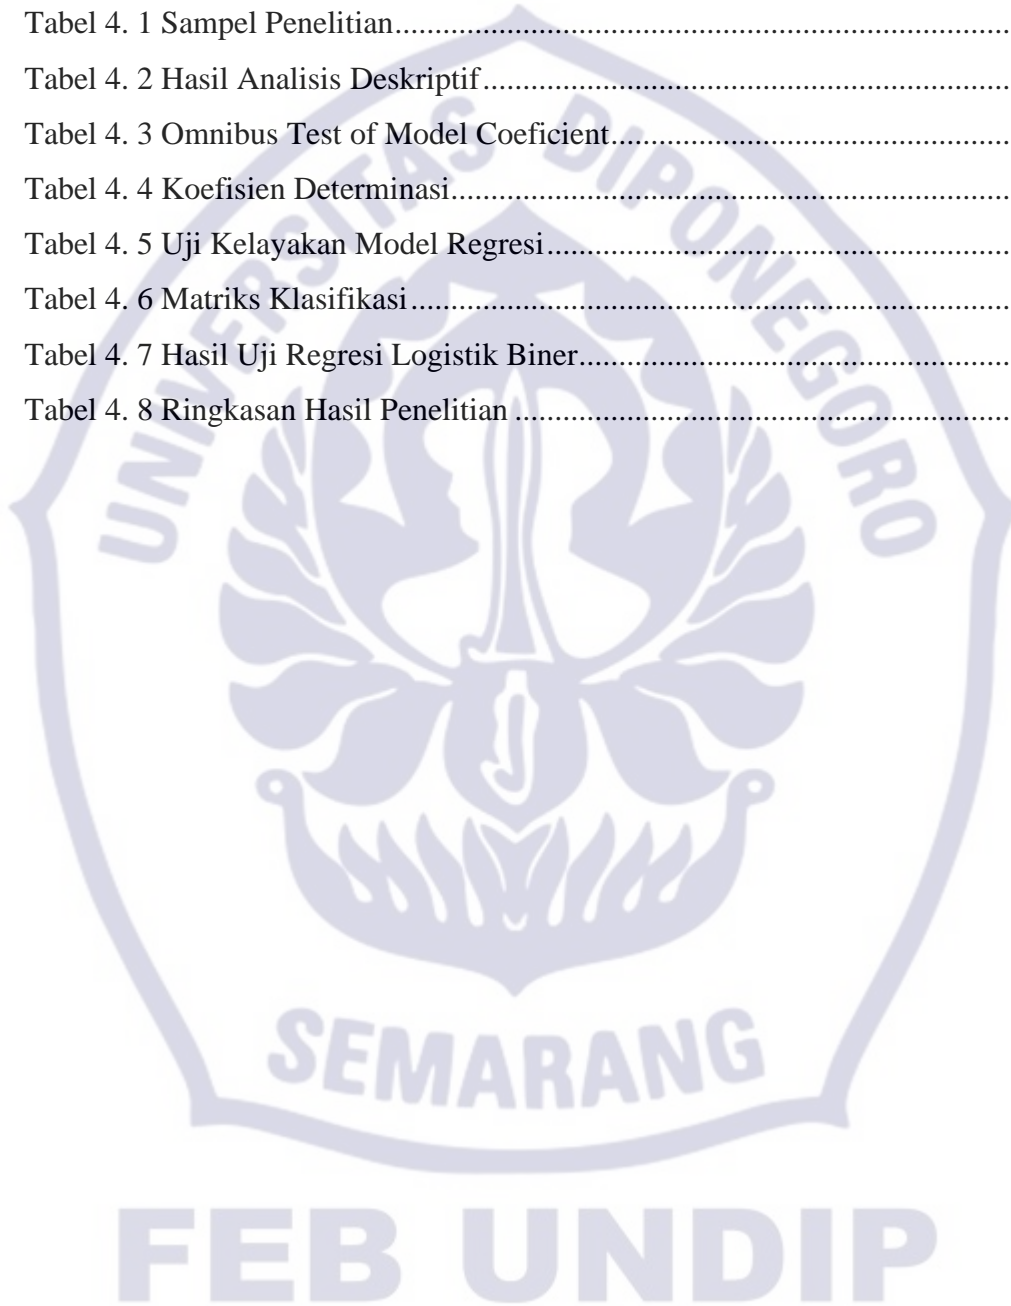 Tabel 4. 1 Sampel Penelitian........................................................................
Tabel 4. 2 Hasil Analisis Deskriptif.............................................................
Tabel 4. 3 Omnibus Test of Model Coeficient..............................................
Tabel 4. 4 Koefisien Determinasi.................................................................
Tabel 4. 5 Uji Kelayakan Model Regresi......................................................
Tabel 4. 6 Matriks Klasifikasi......................................................................
Tabel 4. 7 Hasil Uji Regresi Logistik Biner..................................................
Tabel 4. 8 Ringkasan Hasil Penelitian..........................................................
UNIVERSITAS DIPONEGORO
SEMARANG
FEB UNDIP